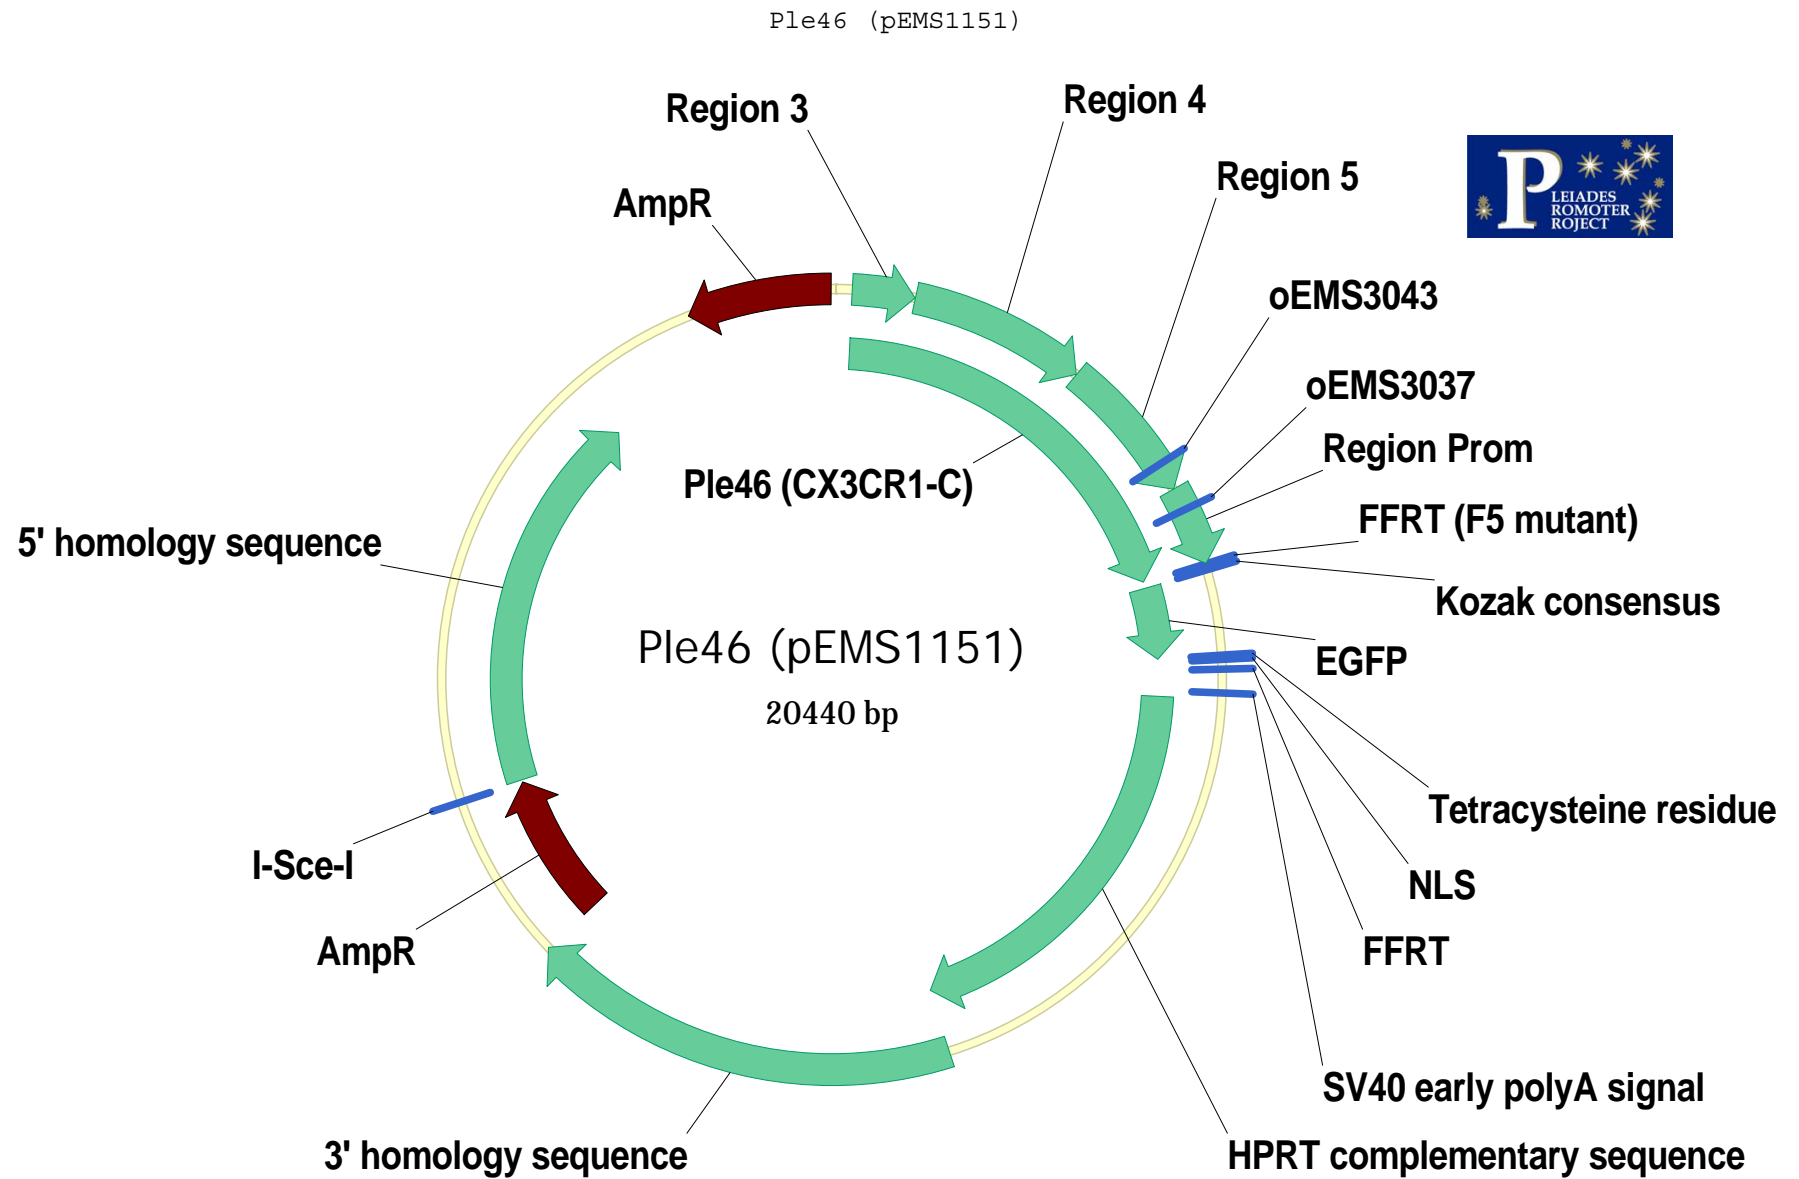 Ple46 (pEMS1151)
Region 3
Region 4
Region 5
AmpR
P
LEIADES
ROMOTER
ROJECT
oEMS3043
oEMS3037
Region Prom
Ple46 (CX3CR1-C)
FFRT (F5 mutant)
5' homology sequence
Kozak consensus
Ple46 (pEMS1151)
EGFP
20440 bp
Tetracysteine residue
I-Sce-I
NLS
AmpR
FFRT
SV40 early polyA signal
3' homology sequence
HPRT complementary sequence